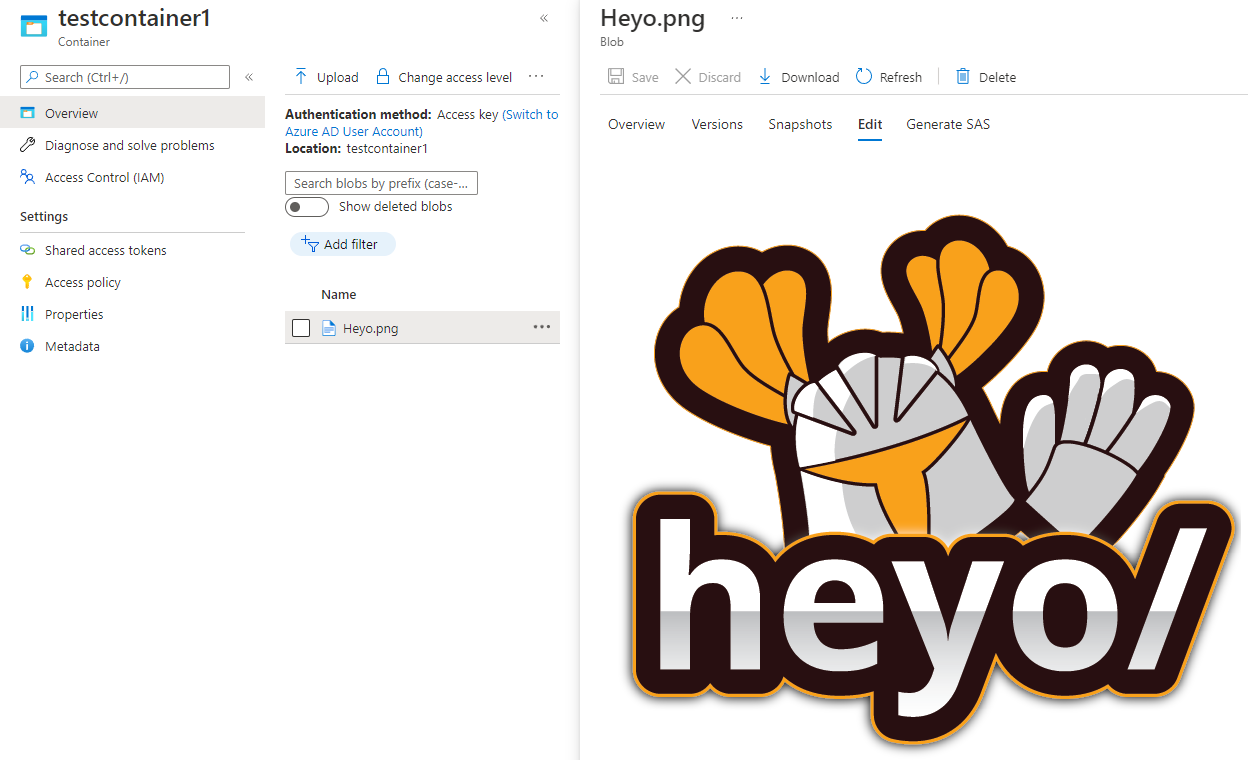 testcontainer1
Container
Search (Ctrl+/)
Overview
Diagnose and solve problems
Access Control (IAM)
Settings
Shared access tokens
Access policy
Properties
Metadata
Upload
Change access level
Authentication method: Access key (Switch to
Azure AD User Account)
Location: testcontainer1
Search blobs by prefix (case-...
Show deleted blobs
Add filter
Name
Heyo.png
Heyo.png
Blob
Save
Discard
Download
Refresh
Delete
Overview
Versions
Snapshots
Edit
Generate SAS
heyo/